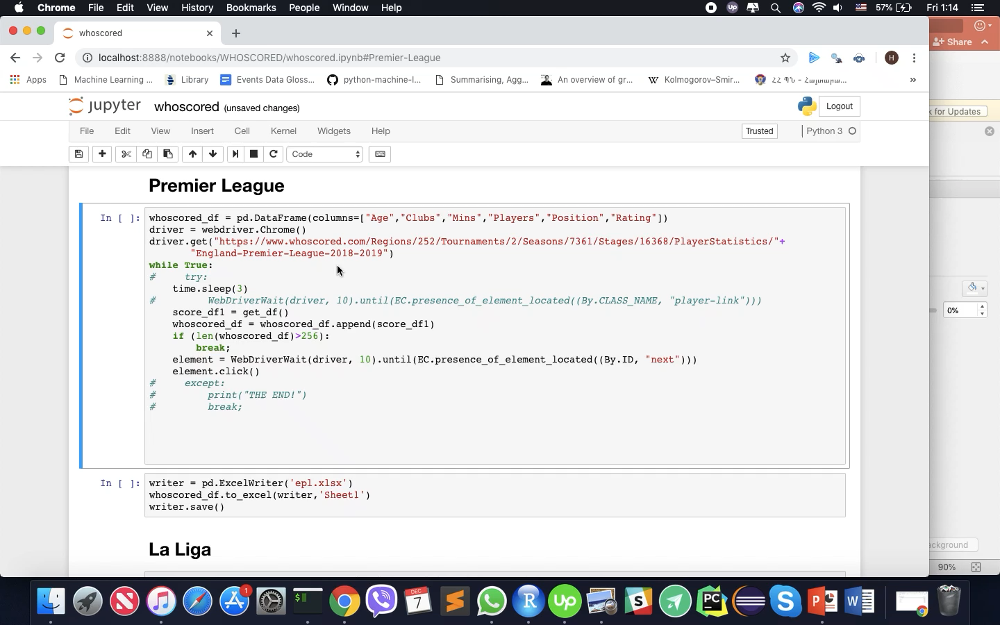 Chrome File Edit View History Bookmarks People Window Help
57% Fri 1:14
whoscored
localhost:8888/notebooks/WHOSCORED/whoscored.ipynb#Premier-League
H
Apps Machine Learning ... Library Events Data Gloss... python-machine-l... Summarising, Agg... An overview of gr... Kolmogorov–Smir... »
Share
k for Updates
jupyter whoscored (unsaved changes) Logout
File Edit View Insert Cell Kernel Widgets Help Trusted Python 3
Code
Premier League
In [ ]: whoscored_df = pd.DataFrame(columns=["Age","Clubs","Mins","Players","Position","Rating"])
driver = webdriver.Chrome()
driver.get("https://www.whoscored.com/Regions/252/Tournaments/2/Seasons/7361/Stages/16368/PlayerStatistics/"+
"England-Premier-League-2018-2019")
while True:
# try:
time.sleep(3)
# WebDriverWait(driver, 10).until(EC.presence_of_element_located((By.CLASS_NAME, "player-link")))
score_df1 = get_df()
whoscored_df = whoscored_df.append(score_df1)
if (len(whoscored_df)>256):
break;
element = WebDriverWait(driver, 10).until(EC.presence_of_element_located((By.ID, "next")))
element.click()
# except:
# print("THE END!")
# break;
0%
In [ ]: writer = pd.ExcelWriter('epl.xlsx')
whoscored_df.to_excel(writer,'Sheet1')
writer.save()
La Liga
ackground
90%
1
DEC
7
R
up
S
PC
S
P
W